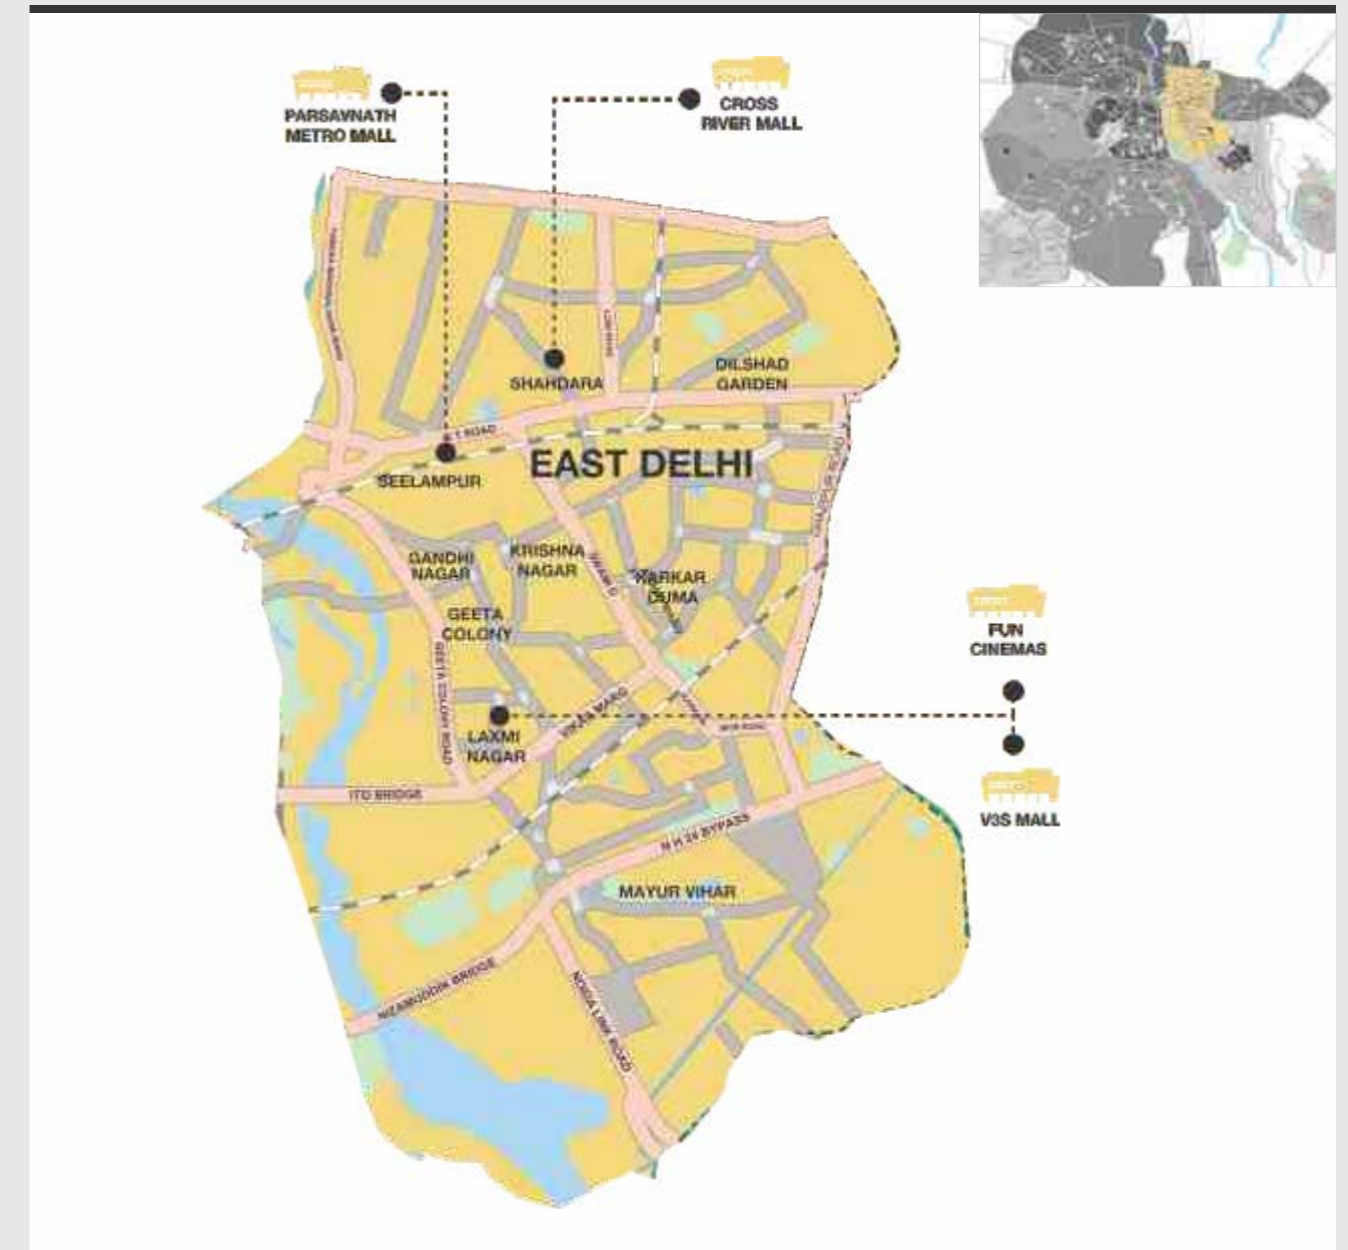 PARSAVNATH
METRO MALL
CROSS
RIVER MALL
DILSHAD
GARDEN
SHAHDARA
T ROAD
EAST DELHI
SEELAMPUR
GANDHI
NAGAR
KRISHNA
NAGAR
KARKAR
DUMA
GEETA
COLONY
GEETA COLONY ROAD
FUN
CINEMAS
VIKAS MARG
LAXMI
NAGAR
ITO BRIDGE
V3S MALL
N H 24 BYPASS
MAYUR VIHAR
NIZAMUDDIN BRIDGE
NOIDA LINK ROAD